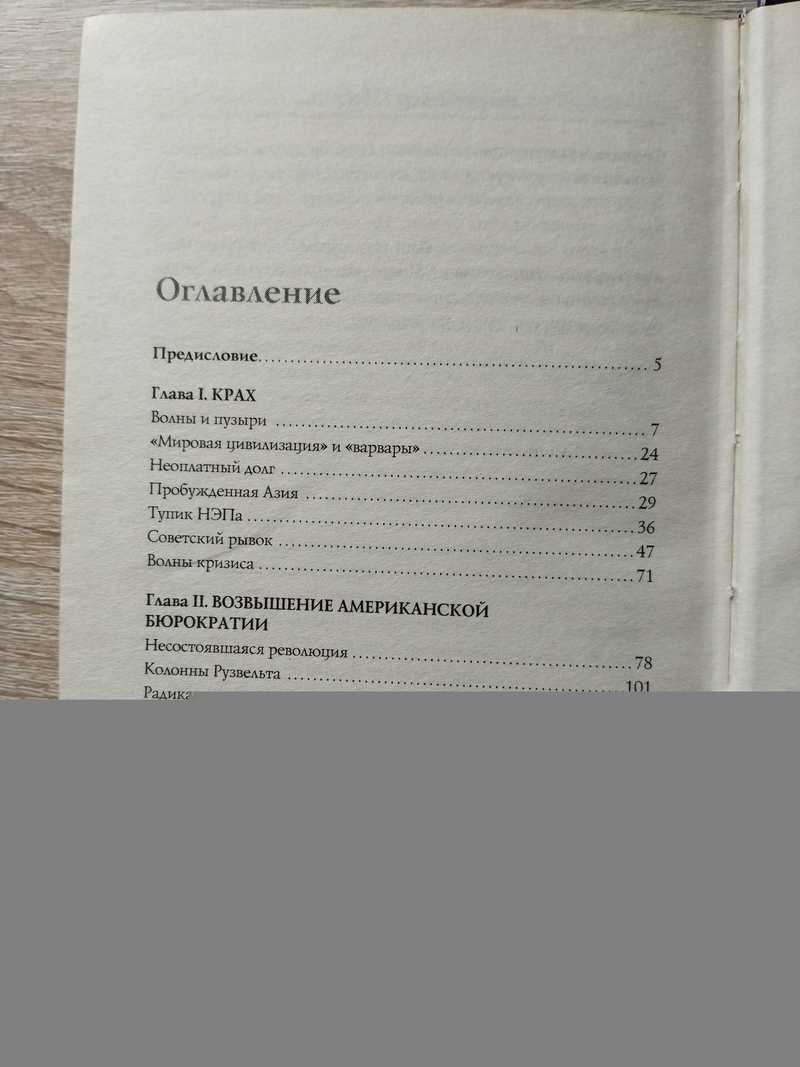 Оглавление
Предисловие 5
Глава I. КРАХ
Волны и пузыри 7
«Мировая цивилизация» и «варвары» 24
Неоплатный долг 27
Пробужденная Азия 29
Тупик НЭПа 36
Советский рывок 47
Волны кризиса 71
Глава II. ВОЗВЫШЕНИЕ АМЕРИКАНСКОЙ
БЮРОКРАТИИ
Несостоявшаяся революция 78
Колонны Рузвельта 101